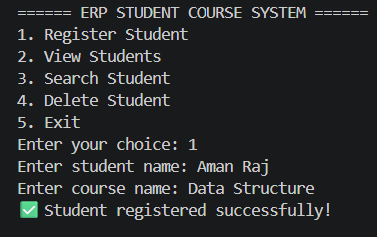 ====== ERP STUDENT COURSE SYSTEM ======
1. Register Student
2. View Students
3. Search Student
4. Delete Student
5. Exit
Enter your choice: 1
Enter student name: Aman Raj
Enter course name: Data Structure
✅ Student registered successfully!